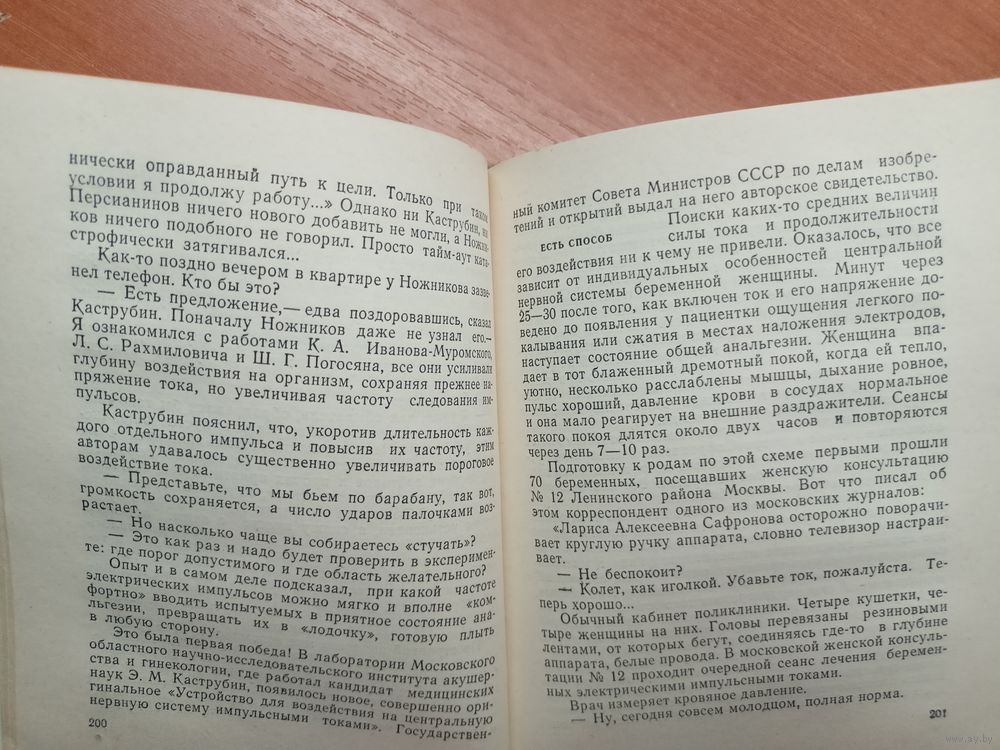 нически оправданный путь к цели. Только при таком
условии я продолжу работу...» Однако ни Каструбин, ни
Персианинов ничего нового добавить не могли, а Ножни-
ков ничего подобного не говорил. Просто тайм-аут ката-
строфически затягивался...
Как-то поздно вечером в квартире у Ножникова зазве-
нел телефон. Кто бы это?
— Есть предложение,— едва поздоровавшись, сказал
Каструбин. Поначалу Ножников даже не узнал его.—
Я ознакомился с работами К. А. Иванова-Муромского,
Л. С. Рахмиловича и Ш. Г. Погосяна, все они усиливали
глубину воздействия на организм, сохраняя прежнее на-
пряжение тока, но увеличивая частоту следования им-
пульсов.
Каструбин пояснил, что, укоротив длительность каж-
дого отдельного импульса и повысив их частоту, этим
авторам удавалось существенно увеличивать пороговое
воздействие тока.
— Представьте, что мы бьем по барабану, так вот,
громкость сохраняется, а число ударов палочками воз-
растает.
— Но насколько чаще вы собираетесь «стучать»?
— Это как раз и надо будет проверить в эксперимен-
те: где порог допустимого и где область желательного?
Опыт и в самом деле подсказал, при какой частоте
электрических импульсов можно мягко и вполне «ком-
фортно» вводить испытуемых в приятное состояние ана-
льгезии, превращать их в «лодочку», готовую плыть
в любую сторону.
Это была первая победа! В лаборатории Московского
областного научно-исследовательского института акушер-
ства и гинекологии, где работал кандидат медицинских
наук Э. М. Каструбин, появилось новое, совершенно ори-
гинальное «Устройство для воздействия на центральную
нервную систему импульсными токами». Государствен-
200
ный комитет Совета Министров СССР по делам изобре-
тений и открытий выдал на него авторское свидетельство.
ЕСТЬ СПОСОБ Поиски каких-то средних величин
силы тока и продолжительности
его воздействия ни к чему не привели. Оказалось, что все
зависит от индивидуальных особенностей центральной
нервной системы беременной женщины. Минут через
25—30 после того, как включен ток и его напряжение до-
ведено до появления у пациентки ощущения легкого по-
калывания или сжатия в местах наложения электродов,
наступает состояние общей анальгезии. Женщина впа-
дает в тот блаженный дремотный покой, когда ей тепло,
уютно, несколько расслаблены мышцы, дыхание ровное,
пульс хороший, давление крови в сосудах нормальное
и она мало реагирует на внешние раздражители. Сеансы
такого покоя длятся около двух часов и повторяются
через день 7—10 раз.
Подготовку к родам по этой схеме первыми прошли
70 беременных, посещавших женскую консультацию
№ 12 Ленинского района Москвы. Вот что писал об
этом корреспондент одного из московских журналов:
«Лариса Алексеевна Сафронова осторожно поворачи-
вает круглую ручку аппарата, словно телевизор настраи-
вает.
— Не беспокоит?
— Колет, как иголкой. Убавьте ток, пожалуйста. Те-
перь хорошо...
Обычный кабинет поликлиники. Четыре кушетки, че-
тыре женщины на них. Головы перевязаны резиновыми
лентами, от которых бегут, соединяясь где-то в глубине
аппарата, белые провода. В московской женской консуль-
тации № 12 проходит очередной сеанс лечения беремен-
ных электрическими импульсными токами.
Врач измеряет кровяное давление.
— Ну, сегодня совсем молодцом, полная норма.
201
www.ay.by